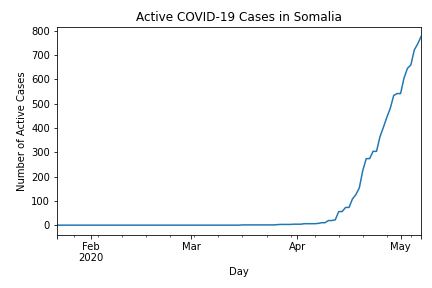 Active COVID-19 Cases in Somalia
800
700
600
500
400
300
200
100
0
Number of Active Cases
Feb
2020
Mar
Apr
May
Day